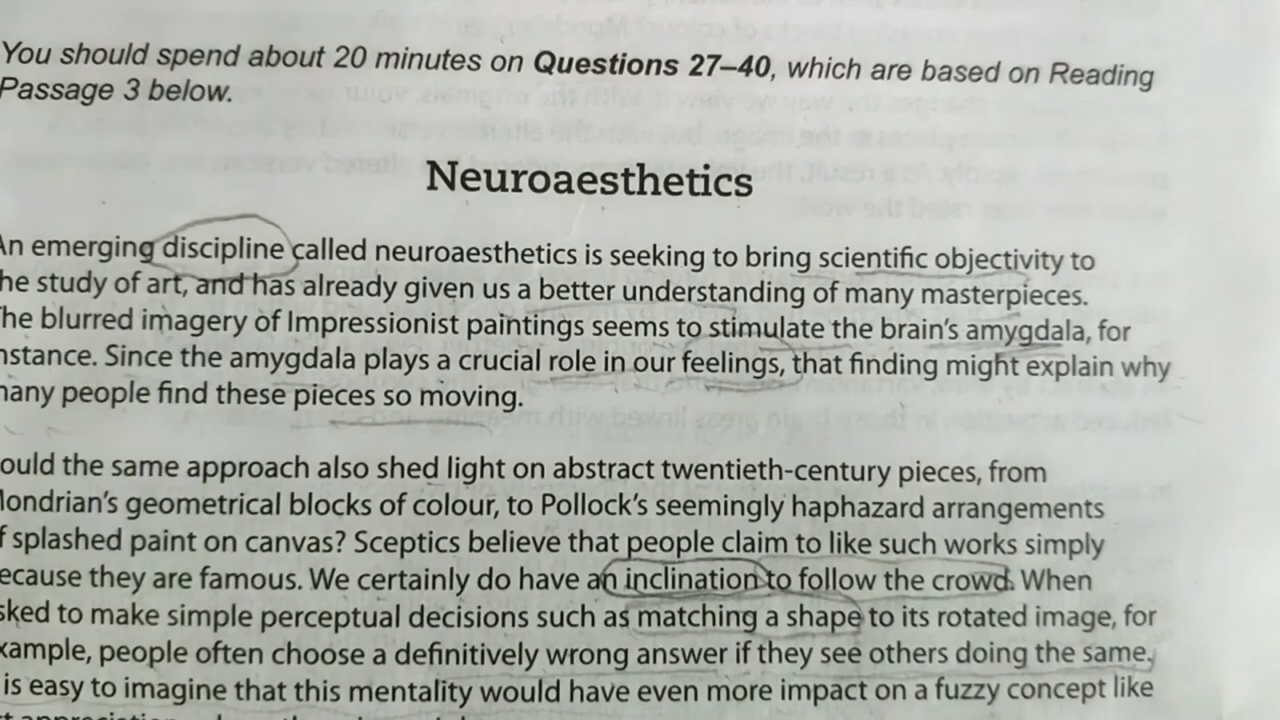 You should spend about 20 minutes on Questions 27–40, which are based on Reading
Passage 3 below.
Neuroaesthetics
An emerging discipline called neuroaesthetics is seeking to bring scientific objectivity to
he study of art, and has already given us a better understanding of many masterpieces.
The blurred imagery of Impressionist paintings seems to stimulate the brain's amygdala, for
nstance. Since the amygdala plays a crucial role in our feelings, that finding might explain why
many people find these pieces so moving.
ould the same approach also shed light on abstract twentieth-century pieces, from
Mondrian's geometrical blocks of colour, to Pollock's seemingly haphazard arrangements
f splashed paint on canvas? Sceptics believe that people claim to like such works simply
ecause they are famous. We certainly do have an inclination to follow the crowd. When
sked to make simple perceptual decisions such as matching a shape to its rotated image, for
xample, people often choose a definitively wrong answer if they see others doing the same.
is easy to imagine that this mentality would have even more impact on a fuzzy concept like